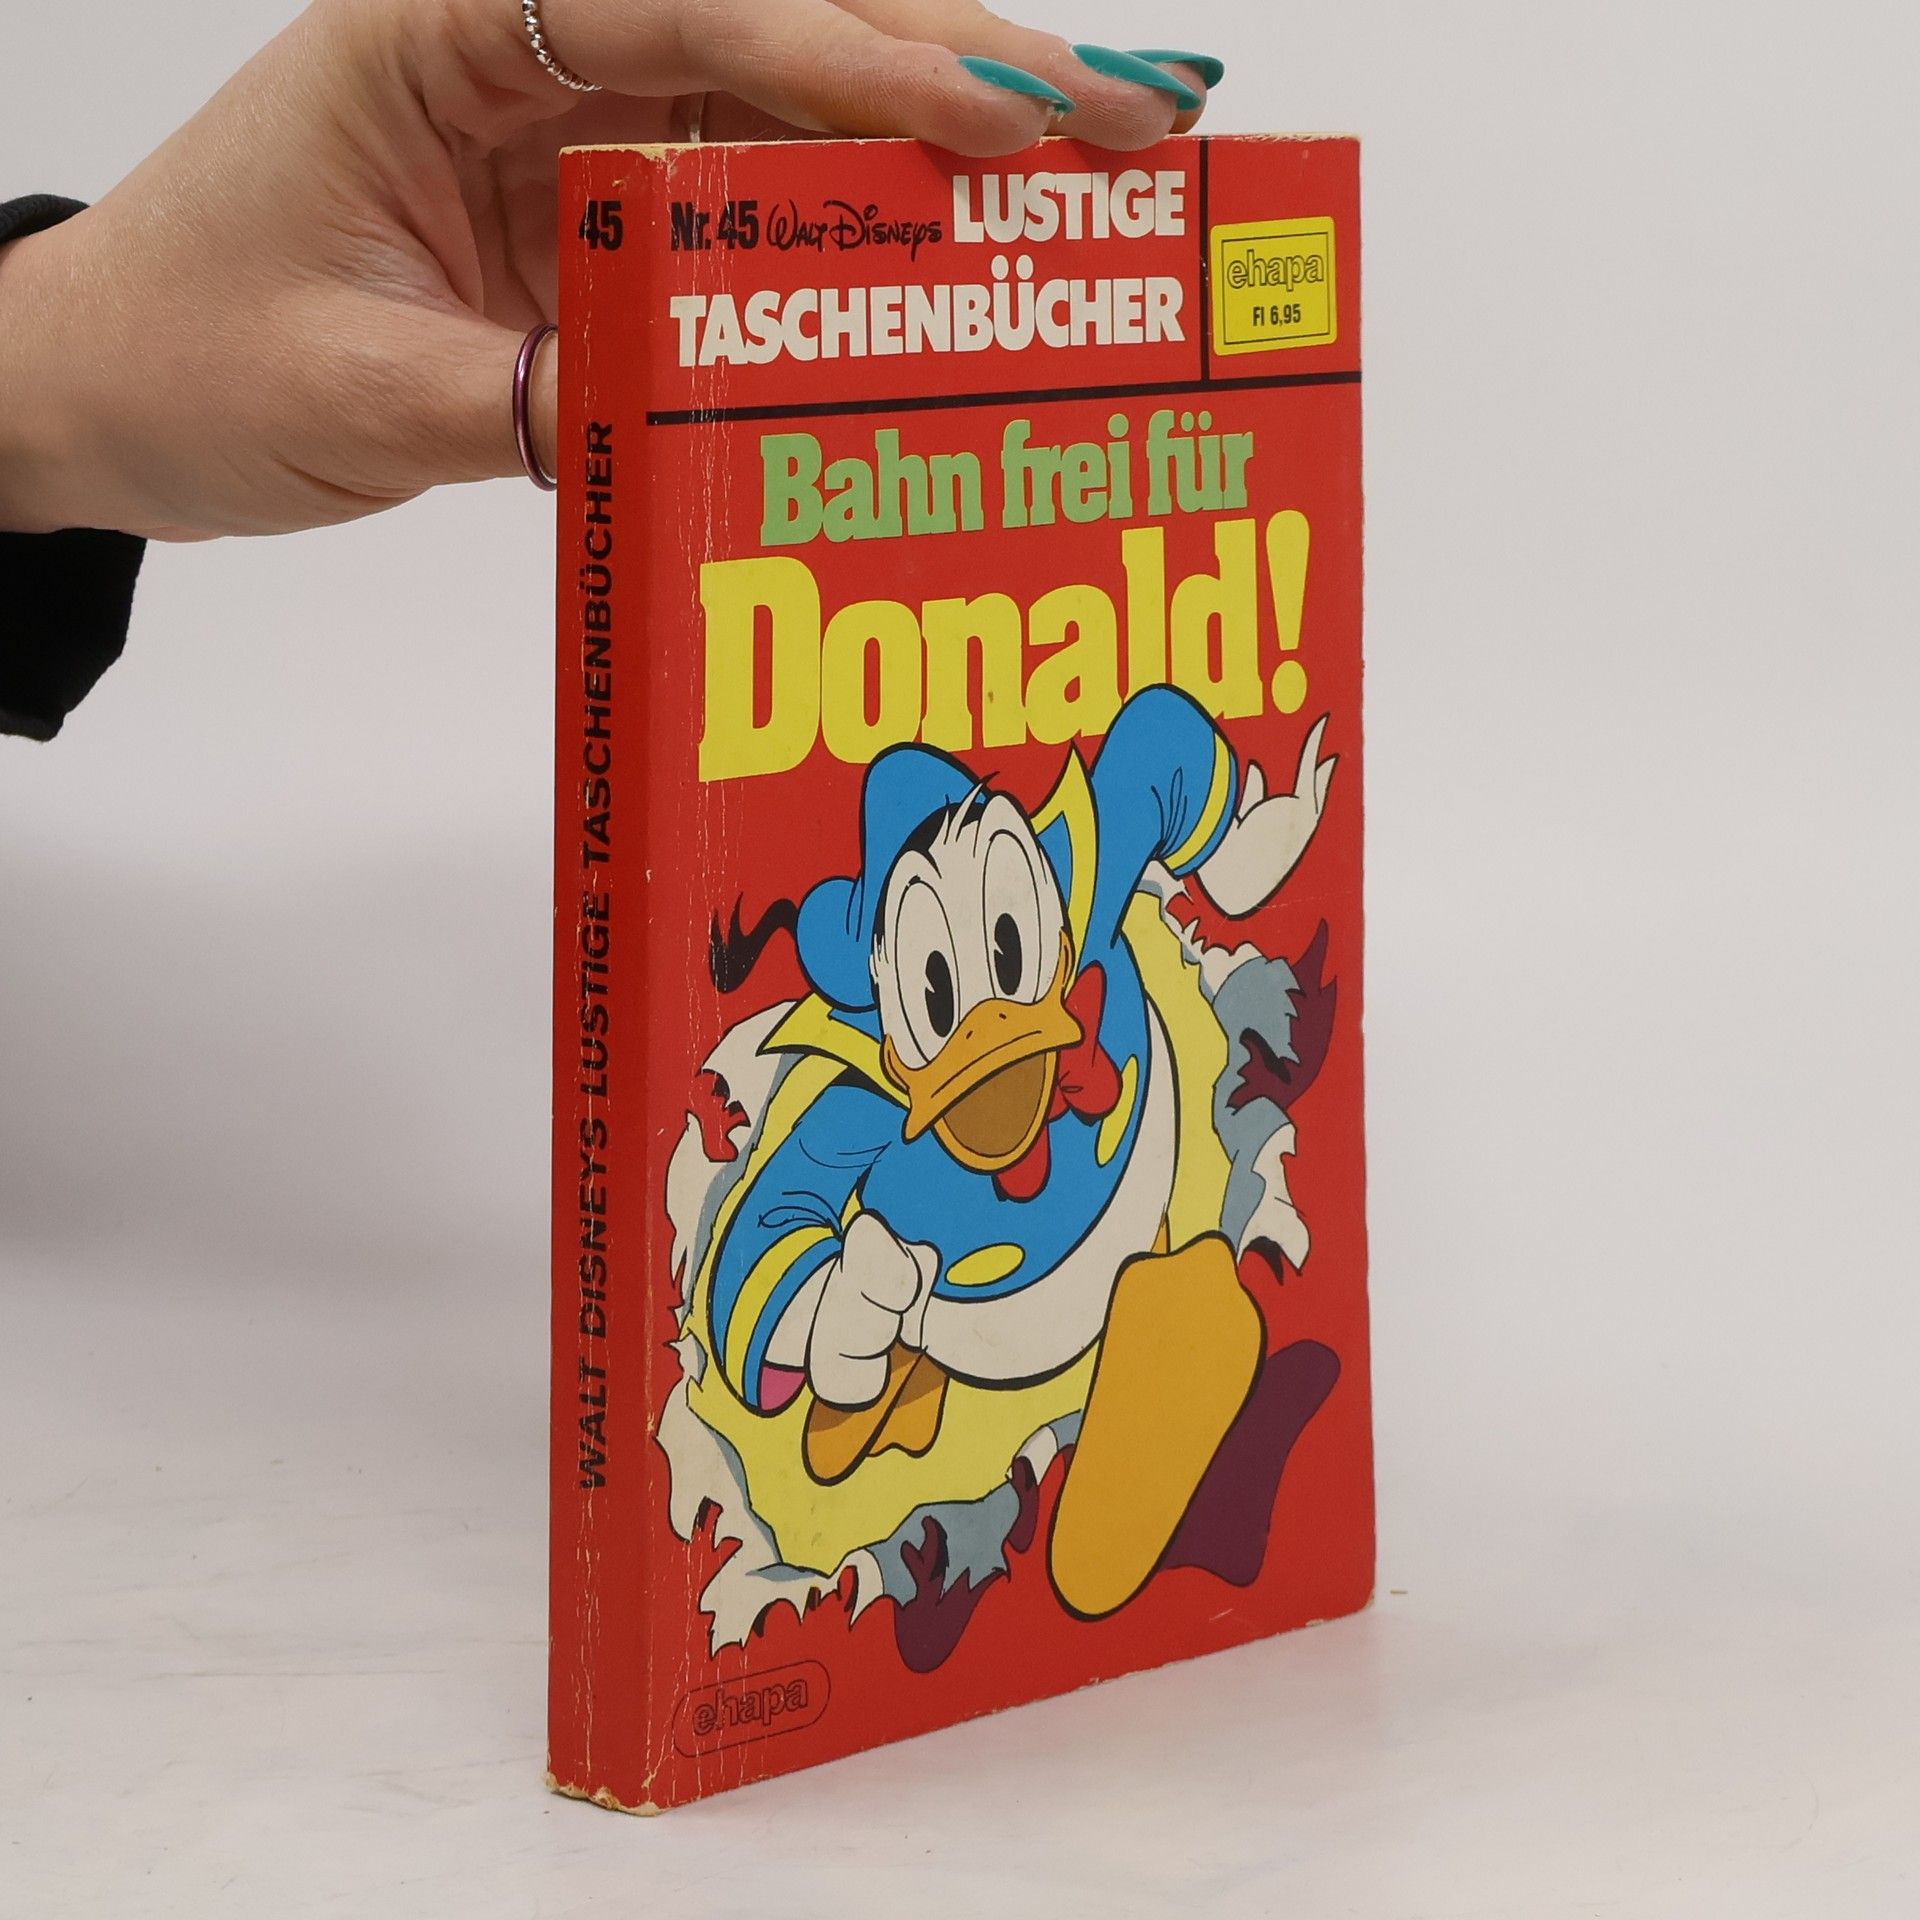 45
WALT DISNEYS LUSTIGE TASCHENBÜCHER
Nr. 45 Walt Disneys LUSTIGE
TASCHENBÜCHER
ehapa
Fl 6,95
Bahn frei für
Donald!
ehapa